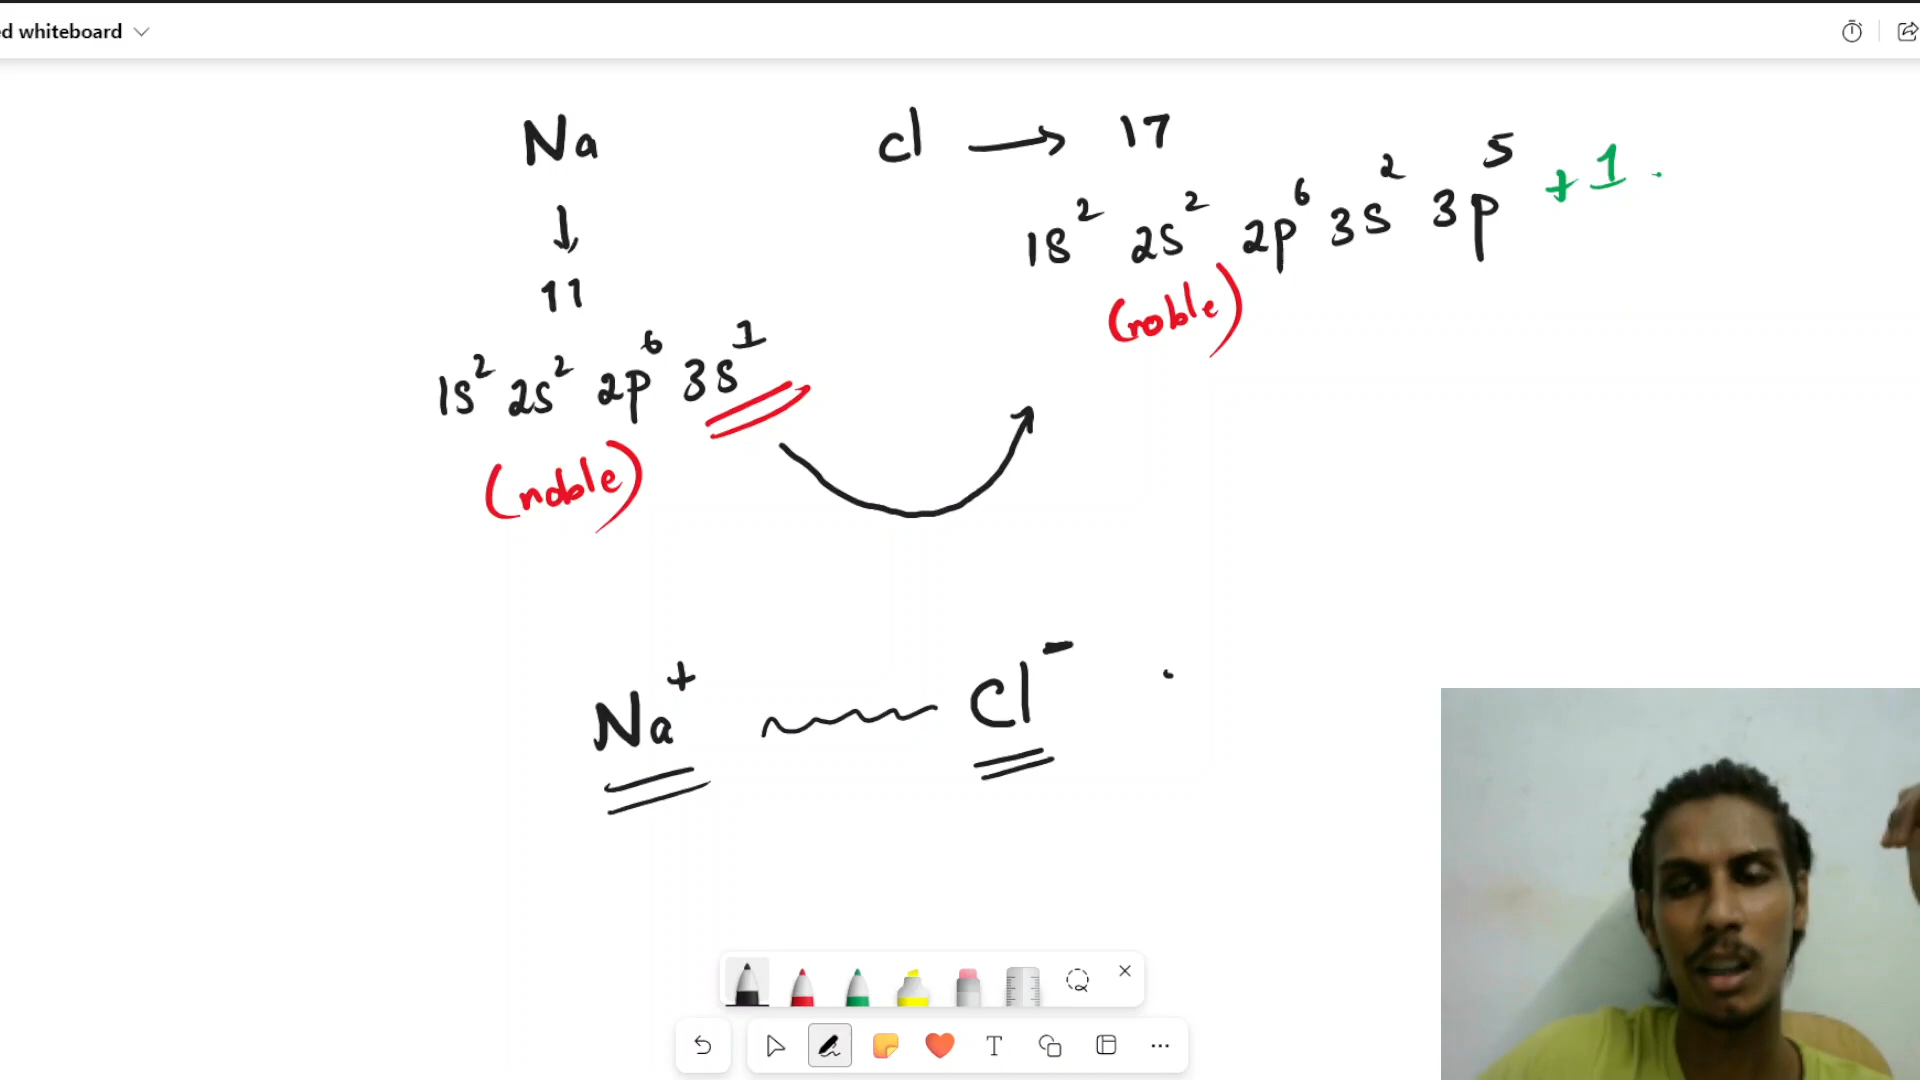 d whiteboard
Na
cl → 17
↓
11
1s² 2s² 2p⁶ 3s² 3p⁵ + 1
(noble)
1s² 2s² 2p⁶ 3s¹
(noble)
Na⁺ Cl⁻
T